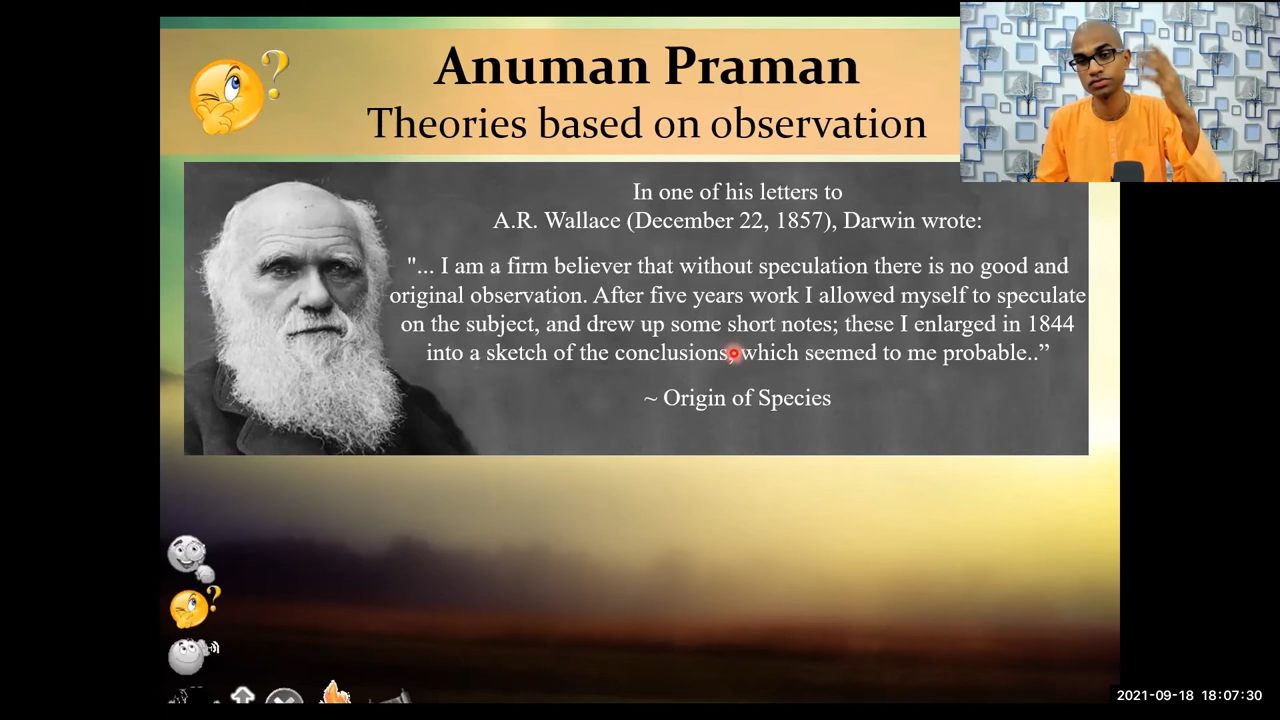 Anuman Praman
Theories based on observation
In one of his letters to
A.R. Wallace (December 22, 1857), Darwin wrote:
"... I am a firm believer that without speculation there is no good and
original observation. After five years work I allowed myself to speculate
on the subject, and drew up some short notes; these I enlarged in 1844
into a sketch of the conclusions, which seemed to me probable..”
~ Origin of Species
2021-09-18 18:07:30